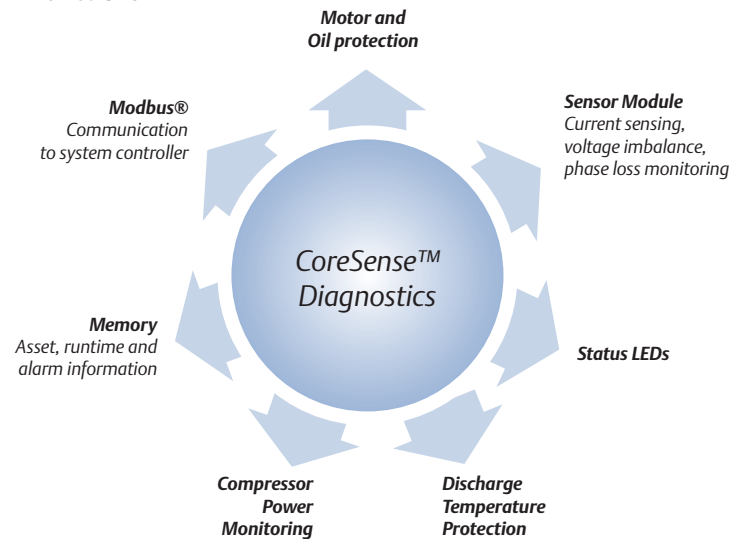 Motor and
Oil protection
Modbus®
Communication
to system controller
Sensor Module
Current sensing,
voltage imbalance,
phase loss monitoring
CoreSense™
Diagnostics
Memory
Asset, runtime and
alarm information
Status LEDs
Compressor
Power
Monitoring
Discharge
Temperature
Protection